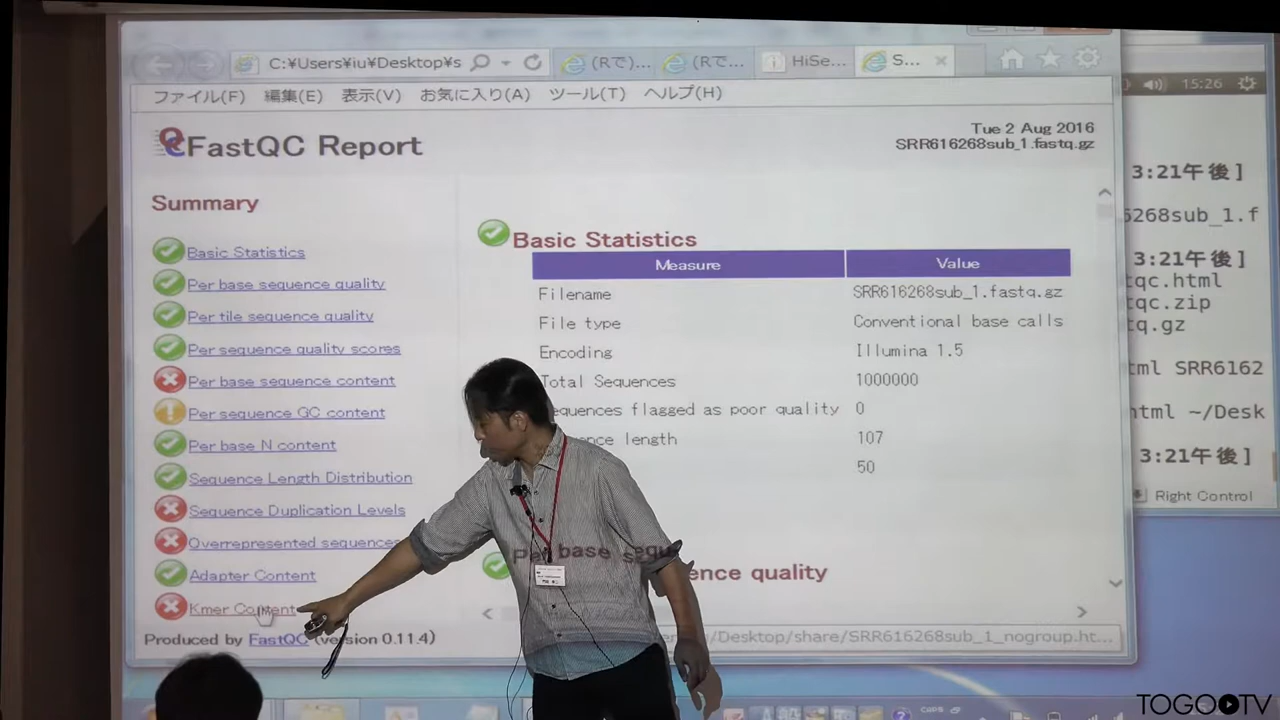 C:¥Users¥iu¥Desktop¥s
(Rで)...
(Rで...
HiSe...
S...
ファイル(F) 編集(E) 表示(V) お気に入り(A) ツール(T) ヘルプ(H)
15:26
FastQC Report
Tue 2 Aug 2016
SRR616268sub_1.fastq.gz
Summary
Basic Statistics
Per base sequence quality
Per tile sequence quality
Per sequence quality scores
Per base sequence content
Per sequence GC content
Per base N content
Sequence Length Distribution
Sequence Duplication Levels
Overrepresented sequences
Adapter Content
Kmer Content
Produced by FastQC (version 0.11.4)
Basic Statistics
Measure Value
Filename SRR616268sub_1.fastq.gz
File type Conventional base calls
Encoding Illumina 1.5
Total Sequences 1000000
equences flagged as poor quality 0
ence length 107
50
Per base sequence quality
/Desktop/share/SRR616268sub_1_nogroup.ht...
3:21午後]
6268sub_1.f
3:21午後]
tqc.html
tqc.zip
tq.gz
tml SRR6162
html ~/Desk
3:21午後]
Right Control
CAPS
TOGOTV